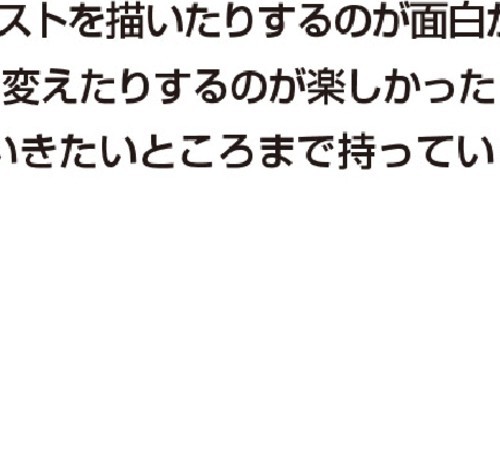 ストを描いたりするのが面白か
変えたりするのが楽しかった
いきたいところまで持ってい